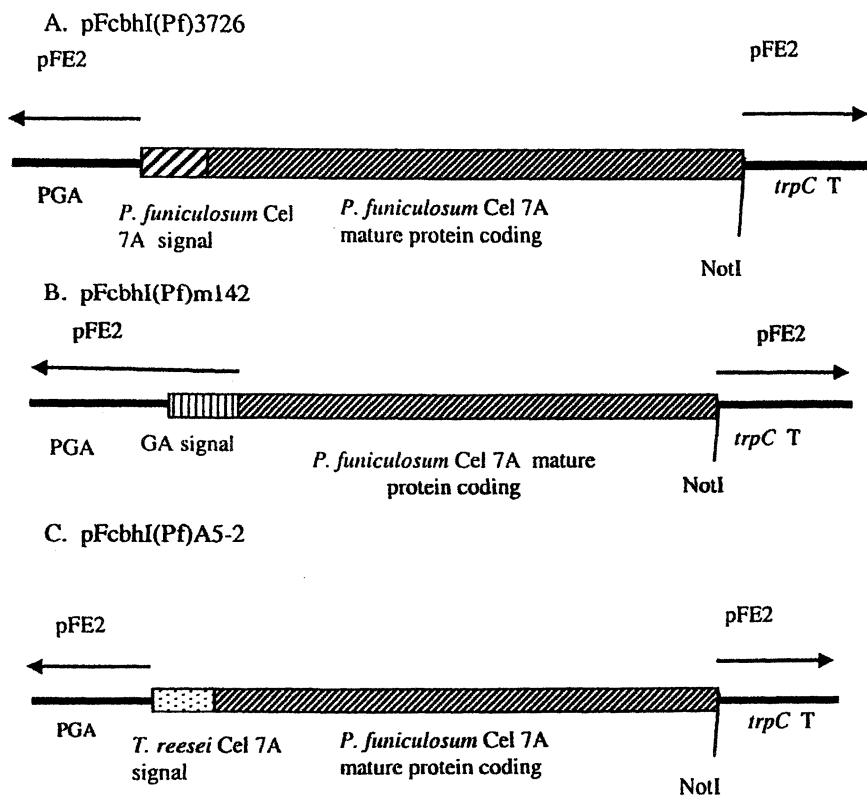 A. pFcbhI(Pf)3726
pFE2
pFE2
PGA
P. funiculosum Cel
7A signal
P. funiculosum Cel 7A
mature protein coding
trpC T
NotI
B. pFcbhI(Pf)m142
pFE2
pFE2
PGA
GA signal
P. funiculosum Cel 7A mature
protein coding
trpC T
NotI
C. pFcbhI(Pf)A5-2
pFE2
pFE2
PGA
T. reesei Cel 7A
signal
P. funiculosum Cel 7A
mature protein coding
trpC T
NotI